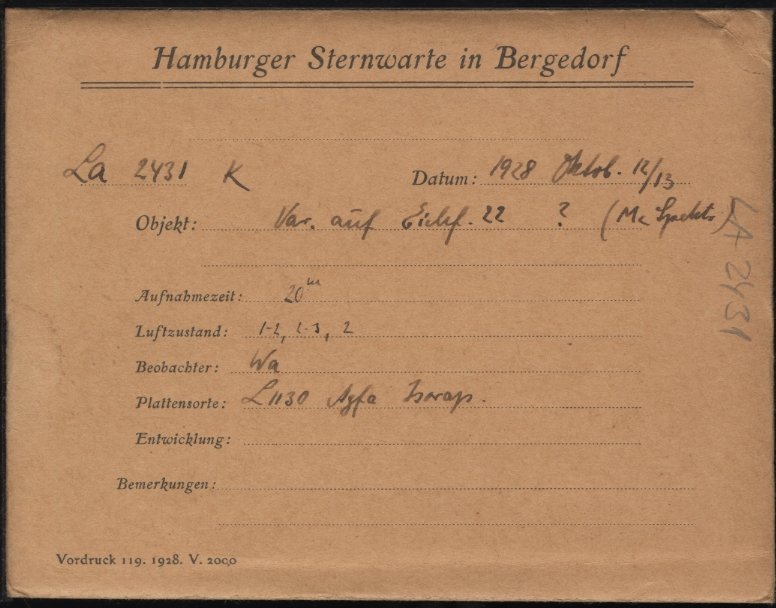 Hamburger Sternwarte in Bergedorf
La 2431 K Datum: 1928 Oktob. 12/13
Objekt: Var. auf Eichf. 22 ? (Mc Spektr.)
Aufnahmezeit: 20m
Luftzustand: 1-2, 2-3, 2
Beobachter: Wa
Plattensorte: L1130 Agfa Isorap.
Entwicklung:
Bemerkungen:
Vordruck 119. 1928. V. 2000
LA 2431